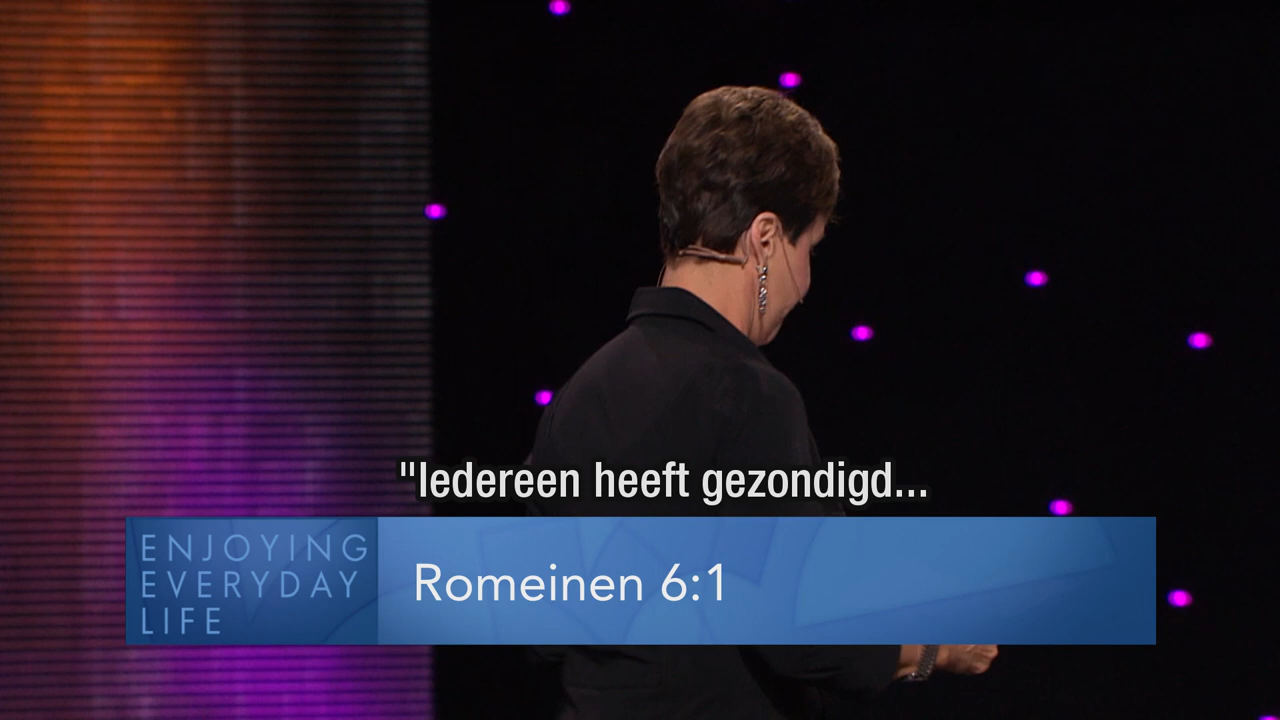 "Iedereen heeft gezondigd...
ENJOYING
EVERYDAY
LIFE
Romeinen 6:1